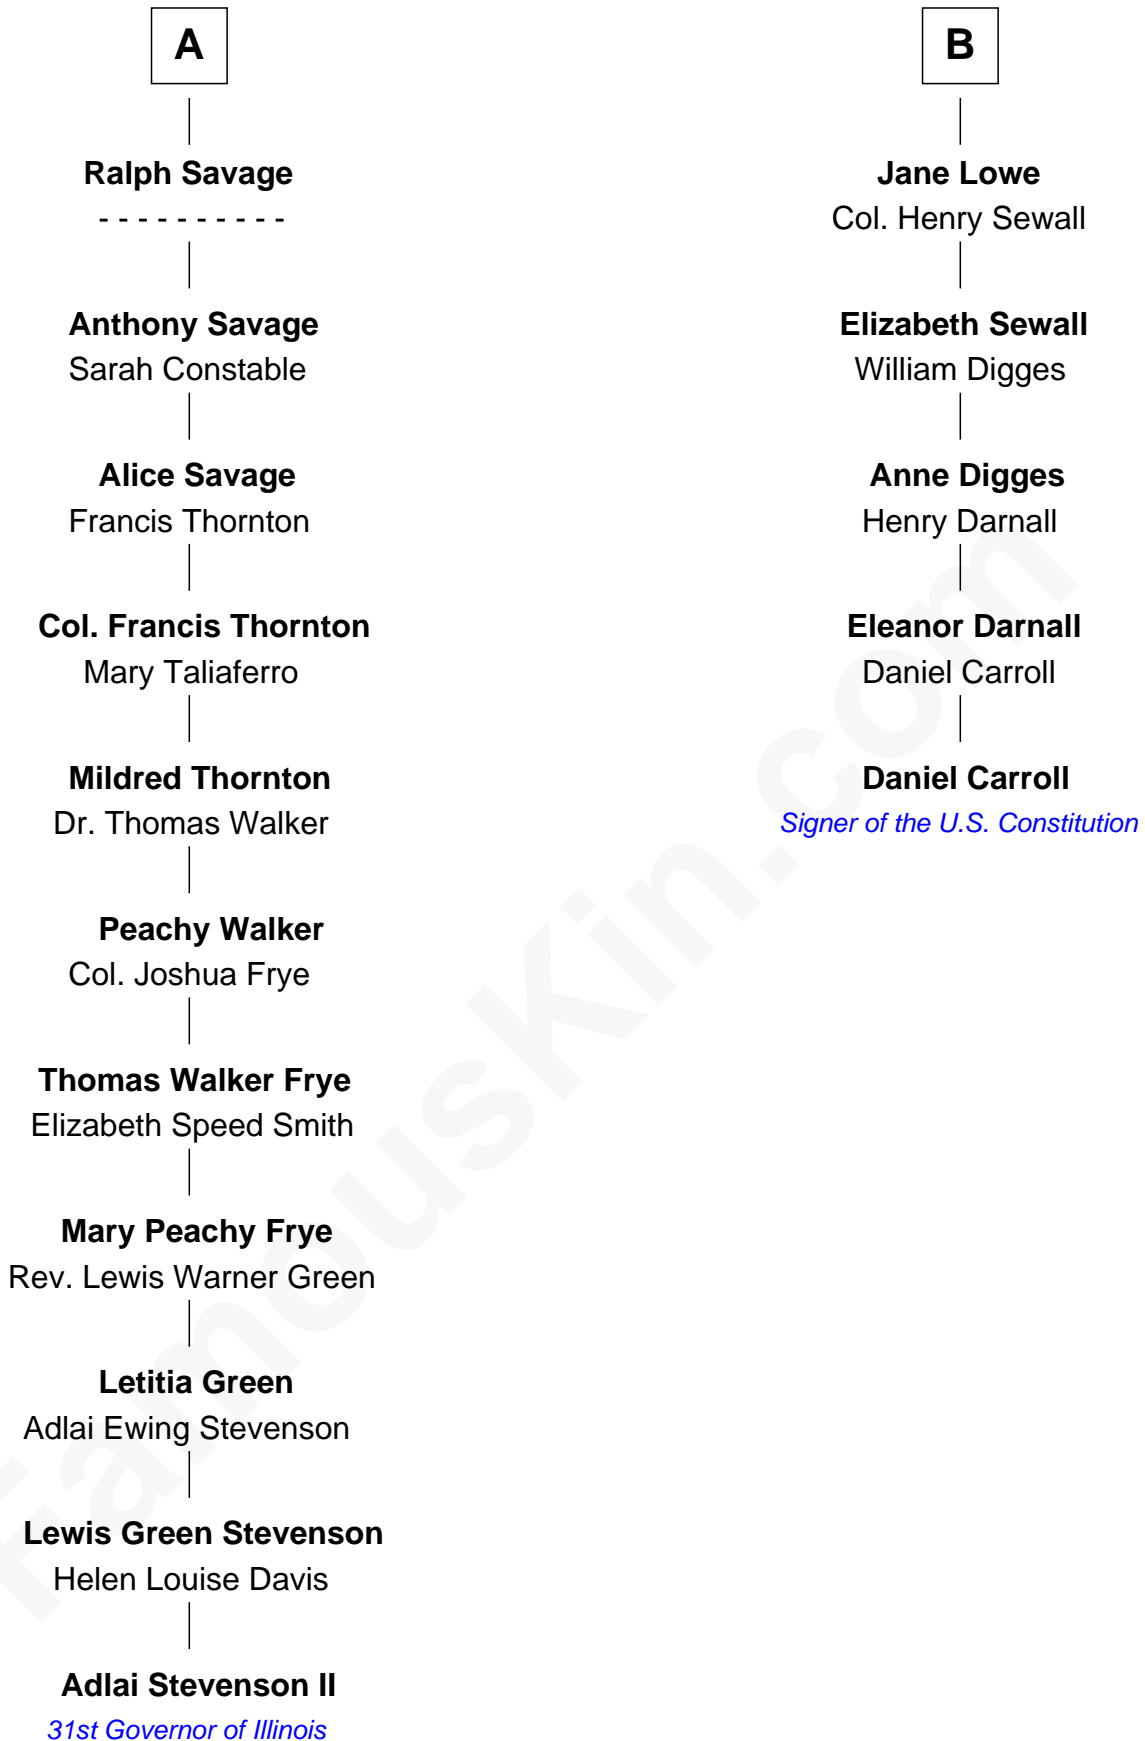 A
Ralph Savage
- - - - - - - - - -
Anthony Savage
Sarah Constable
Alice Savage
Francis Thornton
Col. Francis Thornton
Mary Taliaferro
Mildred Thornton
Dr. Thomas Walker
Peachy Walker
Col. Joshua Frye
Thomas Walker Frye
Elizabeth Speed Smith
Mary Peachy Frye
Rev. Lewis Warner Green
Letitia Green
Adlai Ewing Stevenson
Lewis Green Stevenson
Helen Louise Davis
Adlai Stevenson II
31st Governor of Illinois
B
Jane Lowe
Col. Henry Sewall
Elizabeth Sewall
William Digges
Anne Digges
Henry Darnall
Eleanor Darnall
Daniel Carroll
Daniel Carroll
Signer of the U.S. Constitution
FamousKin.com